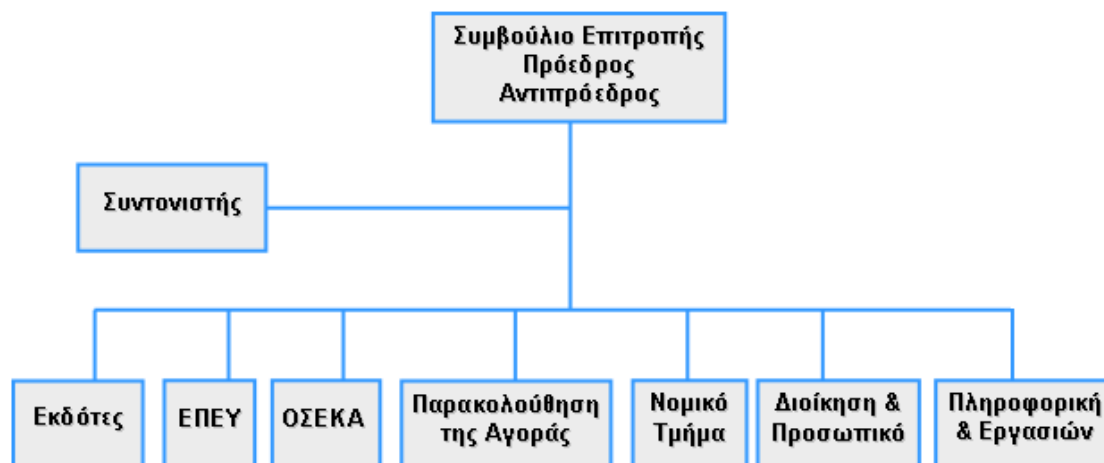 Συμβούλιο Επιτροπής
Πρόεδρος
Αντιπρόεδρος
Συντονιστής
Εκδότες
ΕΠΕΥ
ΟΣΕΚΑ
Παρακολούθηση
της Αγοράς
Νομικό
Τμήμα
Διοίκηση &
Προσωπικό
Πληροφορική
& Εργασιών